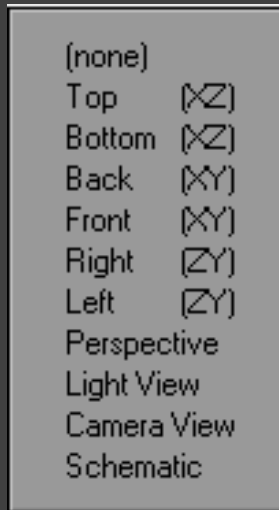 (none)
Top (XZ)
Bottom (XZ)
Back (XY)
Front (XY)
Right (ZY)
Left (ZY)
Perspective
Light View
Camera View
Schematic